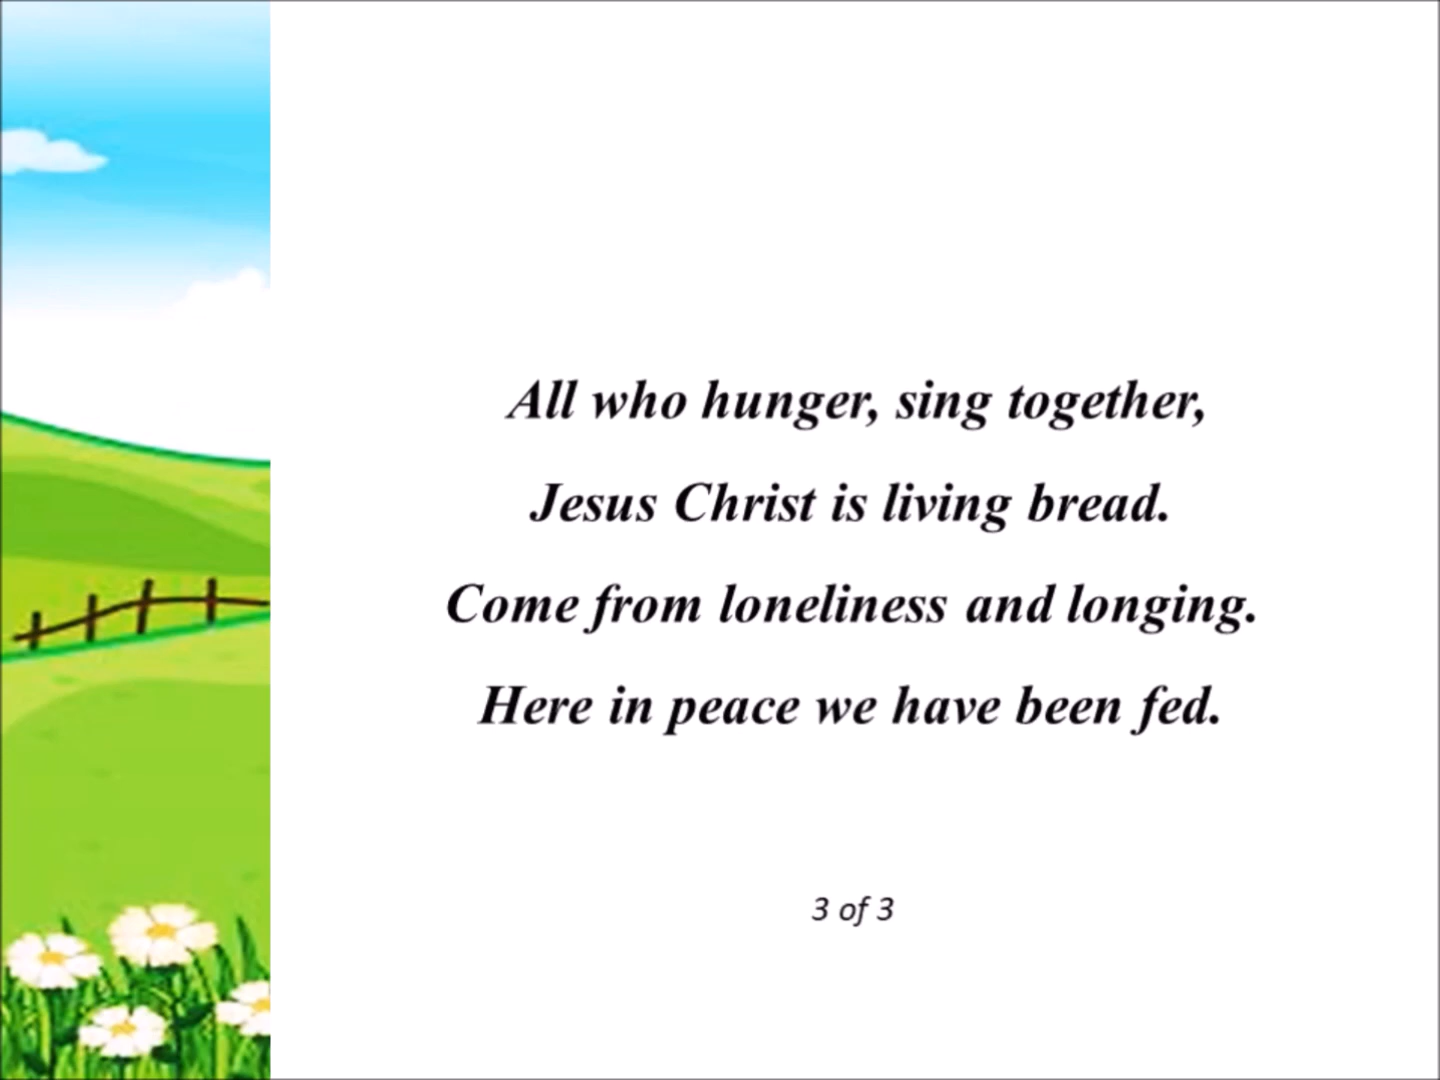 All who hunger, sing together,
Jesus Christ is living bread.
Come from loneliness and longing.
Here in peace we have been fed.
3 of 3